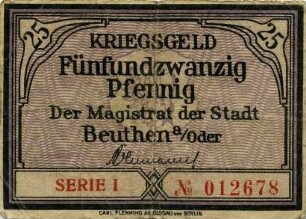 25 25
KRIEGSGELD
Fünfundzwanzig
Pfennig
Der Magistrat der Stadt
Beuthen a/oder
SERIE I № 012678
CARL FLEMMING AG. GLOGAU UND BERLIN.